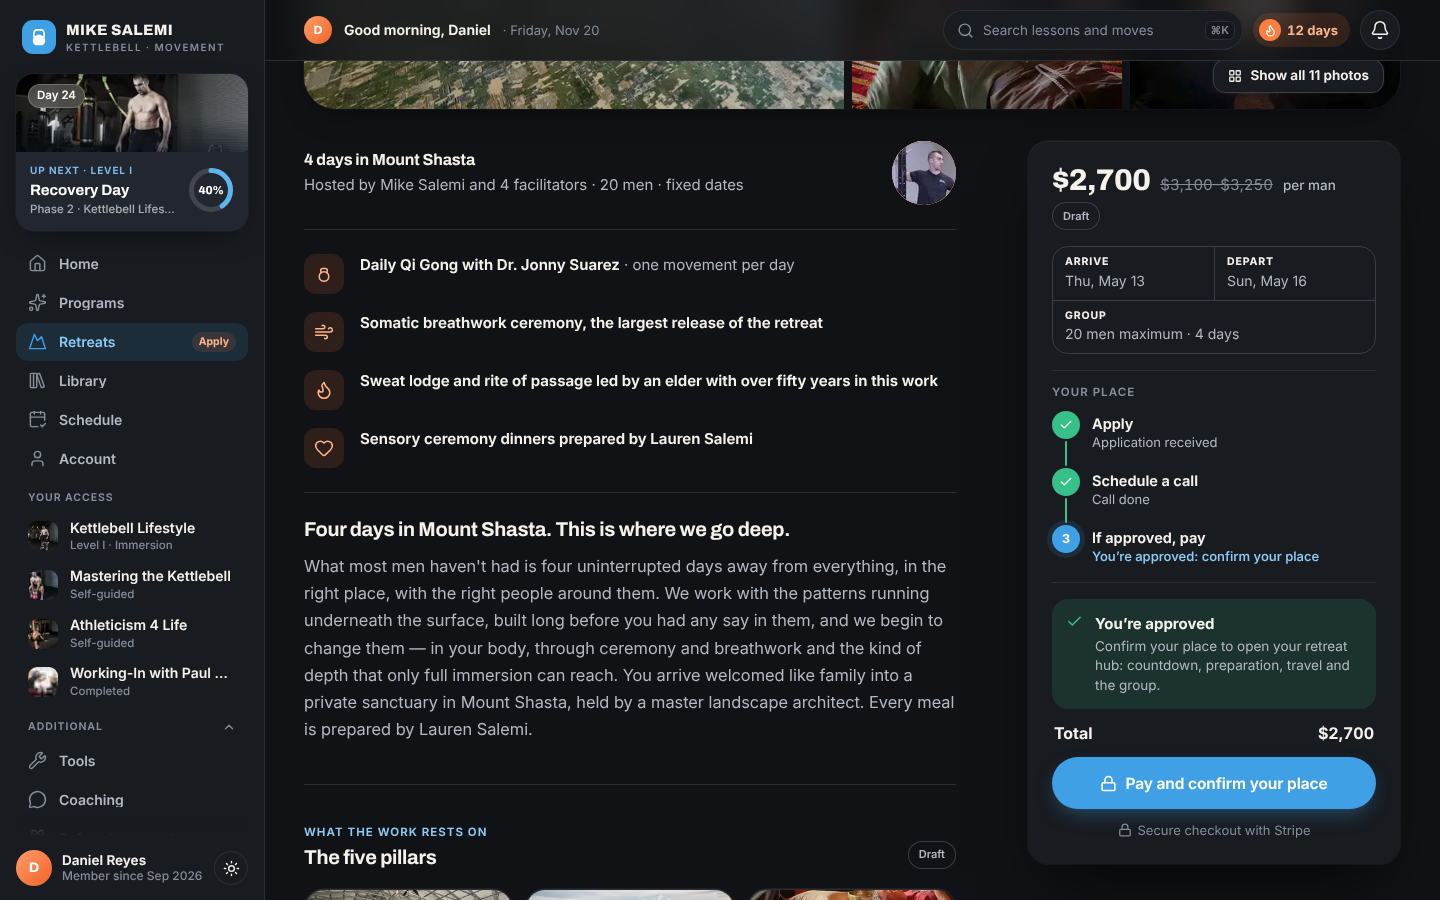 MIKE SALEMI
KETTLEBELL · MOVEMENT
Day 24
UP NEXT · LEVEL I
Recovery Day
Phase 2 · Kettlebell Lifes...
40%
Home
Programs
Retreats
Apply
Library
Schedule
Account
YOUR ACCESS
Kettlebell Lifestyle
Level I · Immersion
Mastering the Kettlebell
Self-guided
Athleticism 4 Life
Self-guided
Working-In with Paul ...
Completed
ADDITIONAL
Tools
Coaching
D
Daniel Reyes
Member since Sep 2026
D
Good morning, Daniel · Friday, Nov 20
Search lessons and moves
⌘K
12 days
Show all 11 photos
4 days in Mount Shasta
Hosted by Mike Salemi and 4 facilitators · 20 men · fixed dates
Daily Qi Gong with Dr. Jonny Suarez · one movement per day
Somatic breathwork ceremony, the largest release of the retreat
Sweat lodge and rite of passage led by an elder with over fifty years in this work
Sensory ceremony dinners prepared by Lauren Salemi
Four days in Mount Shasta. This is where we go deep.
What most men haven't had is four uninterrupted days away from everything, in the
right place, with the right people around them. We work with the patterns running
underneath the surface, built long before you had any say in them, and we begin to
change them — in your body, through ceremony and breathwork and the kind of
depth that only full immersion can reach. You arrive welcomed like family into a
private sanctuary in Mount Shasta, held by a master landscape architect. Every meal
is prepared by Lauren Salemi.
WHAT THE WORK RESTS ON
The five pillars
Draft
$2,700 $3,100–$3,250 per man
Draft
ARRIVE
Thu, May 13
DEPART
Sun, May 16
GROUP
20 men maximum · 4 days
YOUR PLACE
Apply
Application received
Schedule a call
Call done
3
If approved, pay
You're approved: confirm your place
You're approved
Confirm your place to open your retreat
hub: countdown, preparation, travel and
the group.
Total
$2,700
Pay and confirm your place
Secure checkout with Stripe